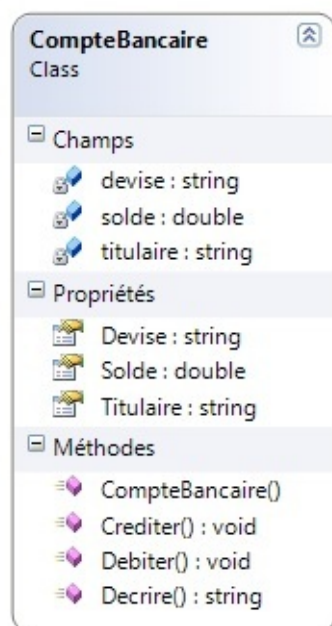 CompteBancaire
Class
Champs
devise : string
solde : double
titulaire : string
Propriétés
Devise : string
Solde : double
Titulaire : string
Méthodes
CompteBancaire()
Crediter() : void
Debiter() : void
Decrire() : string